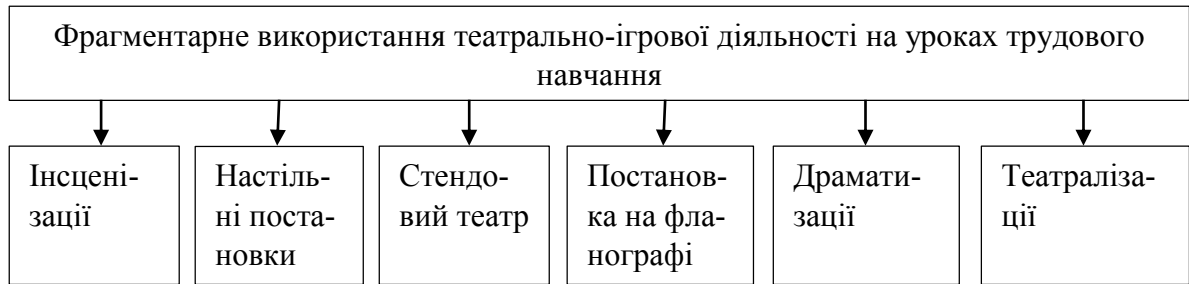 Фрагментарне використання театрально-ігрової діяльності на уроках трудового
навчання
Інсцені-
зації
Настіль-
ні поста-
новки
Стендо-
вий театр
Постанов-
ка на фла-
нографі
Драмати-
зації
Театраліза-
ції